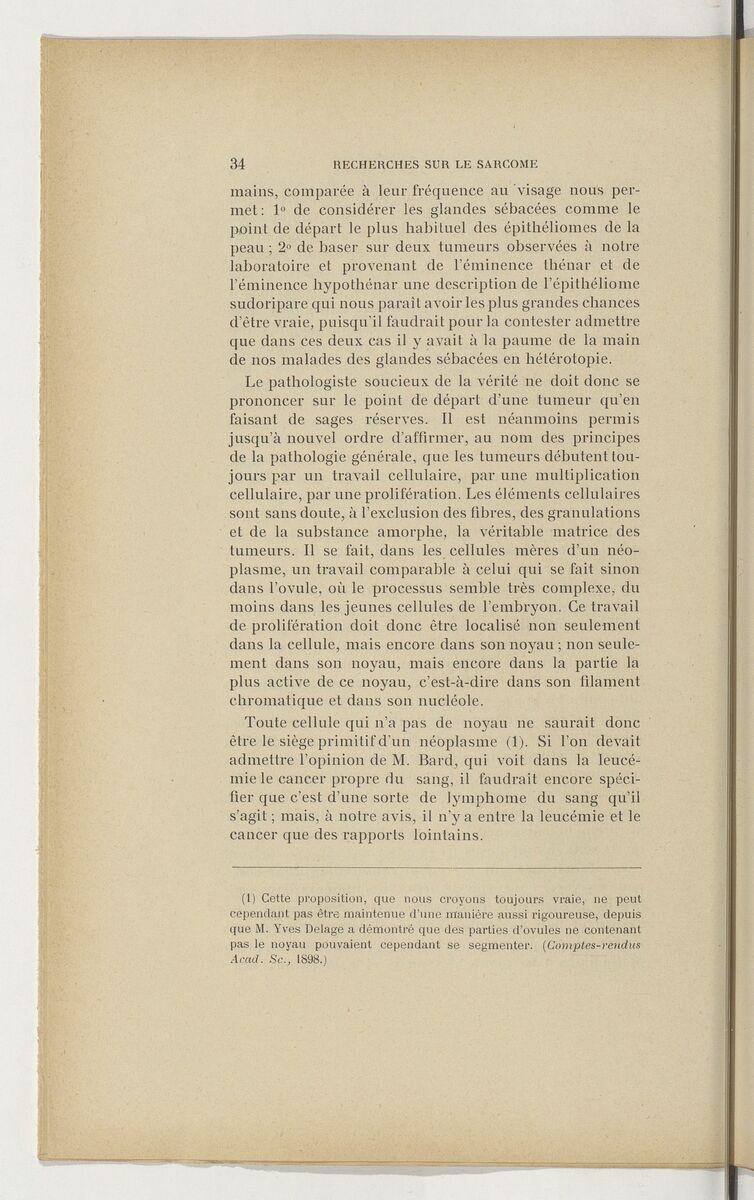 34 RECHERCHES SUR LE SARCOME
mains, comparée à leur fréquence au visage nous per-
met : 1º de considérer les glandes sébacées comme le
point de départ le plus habituel des épithéliomes de la
peau ; 2º de baser sur deux tumeurs observées à notre
laboratoire et provenant de l'éminence thénar et de
l'éminence hypothénar une description de l'épithéliome
sudoripare qui nous paraît avoir les plus grandes chances
d'être vraie, puisqu'il faudrait pour la contester admettre
que dans ces deux cas il y avait à la paume de la main
de nos malades des glandes sébacées en hétérotopie.
Le pathologiste soucieux de la vérité ne doit donc se
prononcer sur le point de départ d'une tumeur qu'en
faisant de sages réserves. Il est néanmoins permis
jusqu'à nouvel ordre d'affirmer, au nom des principes
de la pathologie générale, que les tumeurs débutent tou-
jours par un travail cellulaire, par une multiplication
cellulaire, par une prolifération. Les éléments cellulaires
sont sans doute, à l'exclusion des fibres, des granulations
et de la substance amorphe, la véritable matrice des
tumeurs. Il se fait, dans les cellules mères d'un néo-
plasme, un travail comparable à celui qui se fait sinon
dans l'ovule, où le processus semble très complexe, du
moins dans les jeunes cellules de l'embryon. Ce travail
de prolifération doit donc être localisé non seulement
dans la cellule, mais encore dans son noyau ; non seule-
ment dans son noyau, mais encore dans la partie la
plus active de ce noyau, c'est-à-dire dans son filament
chromatique et dans son nucléole.
Toute cellule qui n'a pas de noyau ne saurait donc
être le siège primitif d'un néoplasme (1). Si l'on devait
admettre l'opinion de M. Bard, qui voit dans la leucé-
mie le cancer propre du sang, il faudrait encore spéci-
fier que c'est d'une sorte de lymphome du sang qu'il
s'agit ; mais, à notre avis, il n'y a entre la leucémie et le
cancer que des rapports lointains.
(1) Cette proposition, que nous croyons toujours vraie, ne peut
cependant pas être maintenue d'une manière aussi rigoureuse, depuis
que M. Yves Delage a démontré que des parties d'ovules ne contenant
pas le noyau pouvaient cependant se segmenter. (Comptes-rendus
Acad. Sc., 1898.)